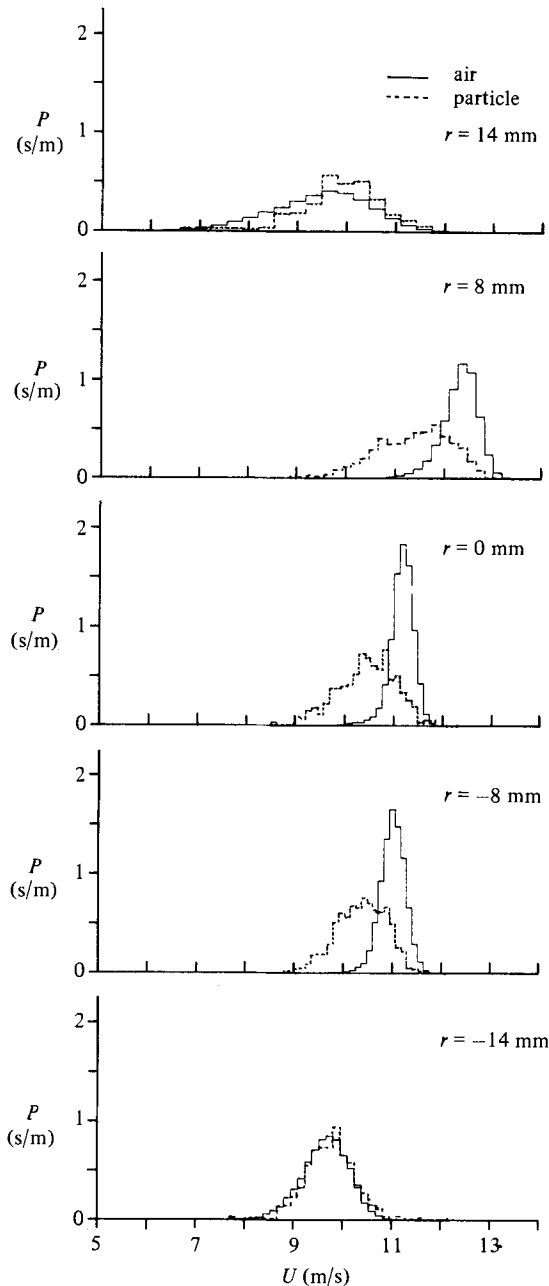 2
air
particle
P
(s/m)
1
r = 14 mm
0
2
r = 8 mm
P
(s/m)
1
0
2
r = 0 mm
P
(s/m)
1
0
2
r = −8 mm
P
(s/m)
1
0
2
r = −14 mm
P
(s/m)
1
0
5 7 9 11 13
U (m/s)